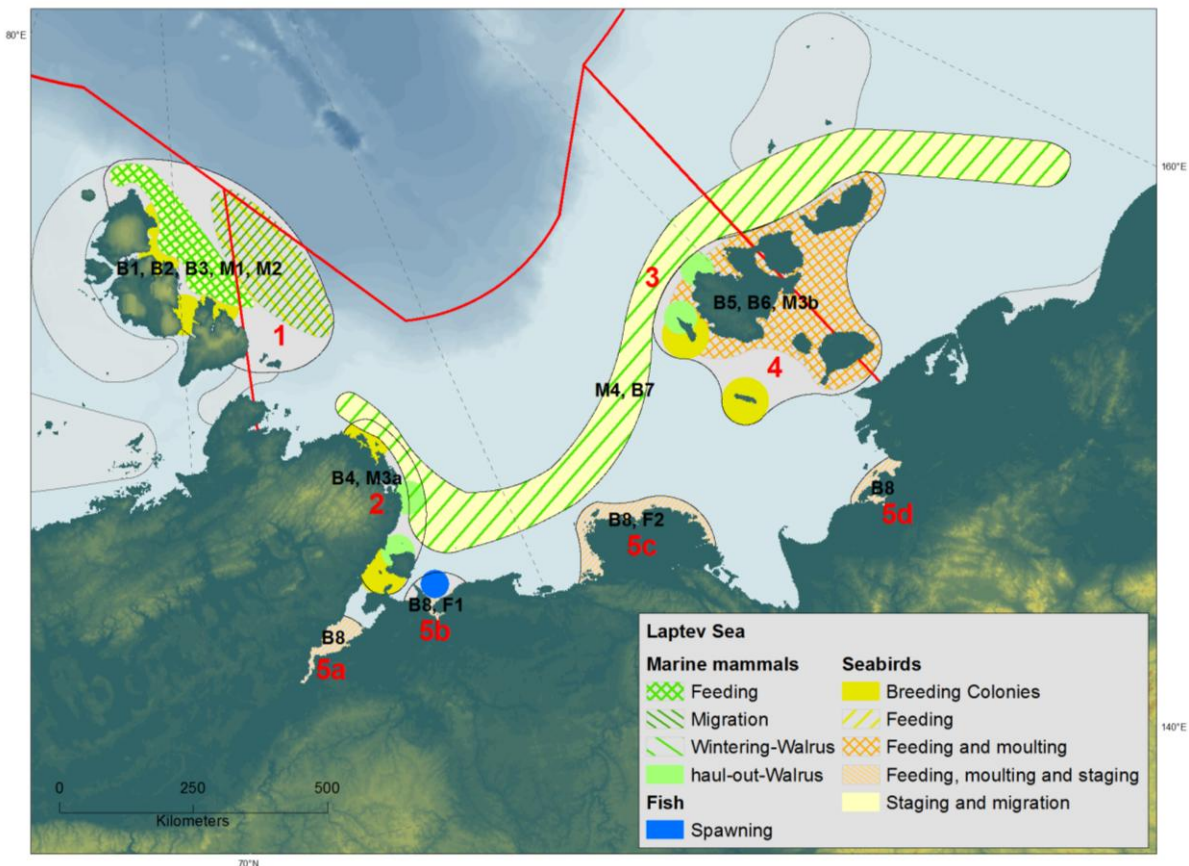 80°E
160°E
B1, B2, B3, M1, M2
1
3
B5, B6, M3b
4
M4, B7
B4, M3a
2
B8
5d
B8, F2
5c
B8, F1
5b
B8
5a
Laptev Sea
Marine mammals
Feeding
Migration
Wintering-Walrus
haul-out-Walrus
Fish
Spawning
Seabirds
Breeding Colonies
Feeding
Feeding and moulting
Feeding, moulting and staging
Staging and migration
140°E
0 250 500
Kilometers
70°N